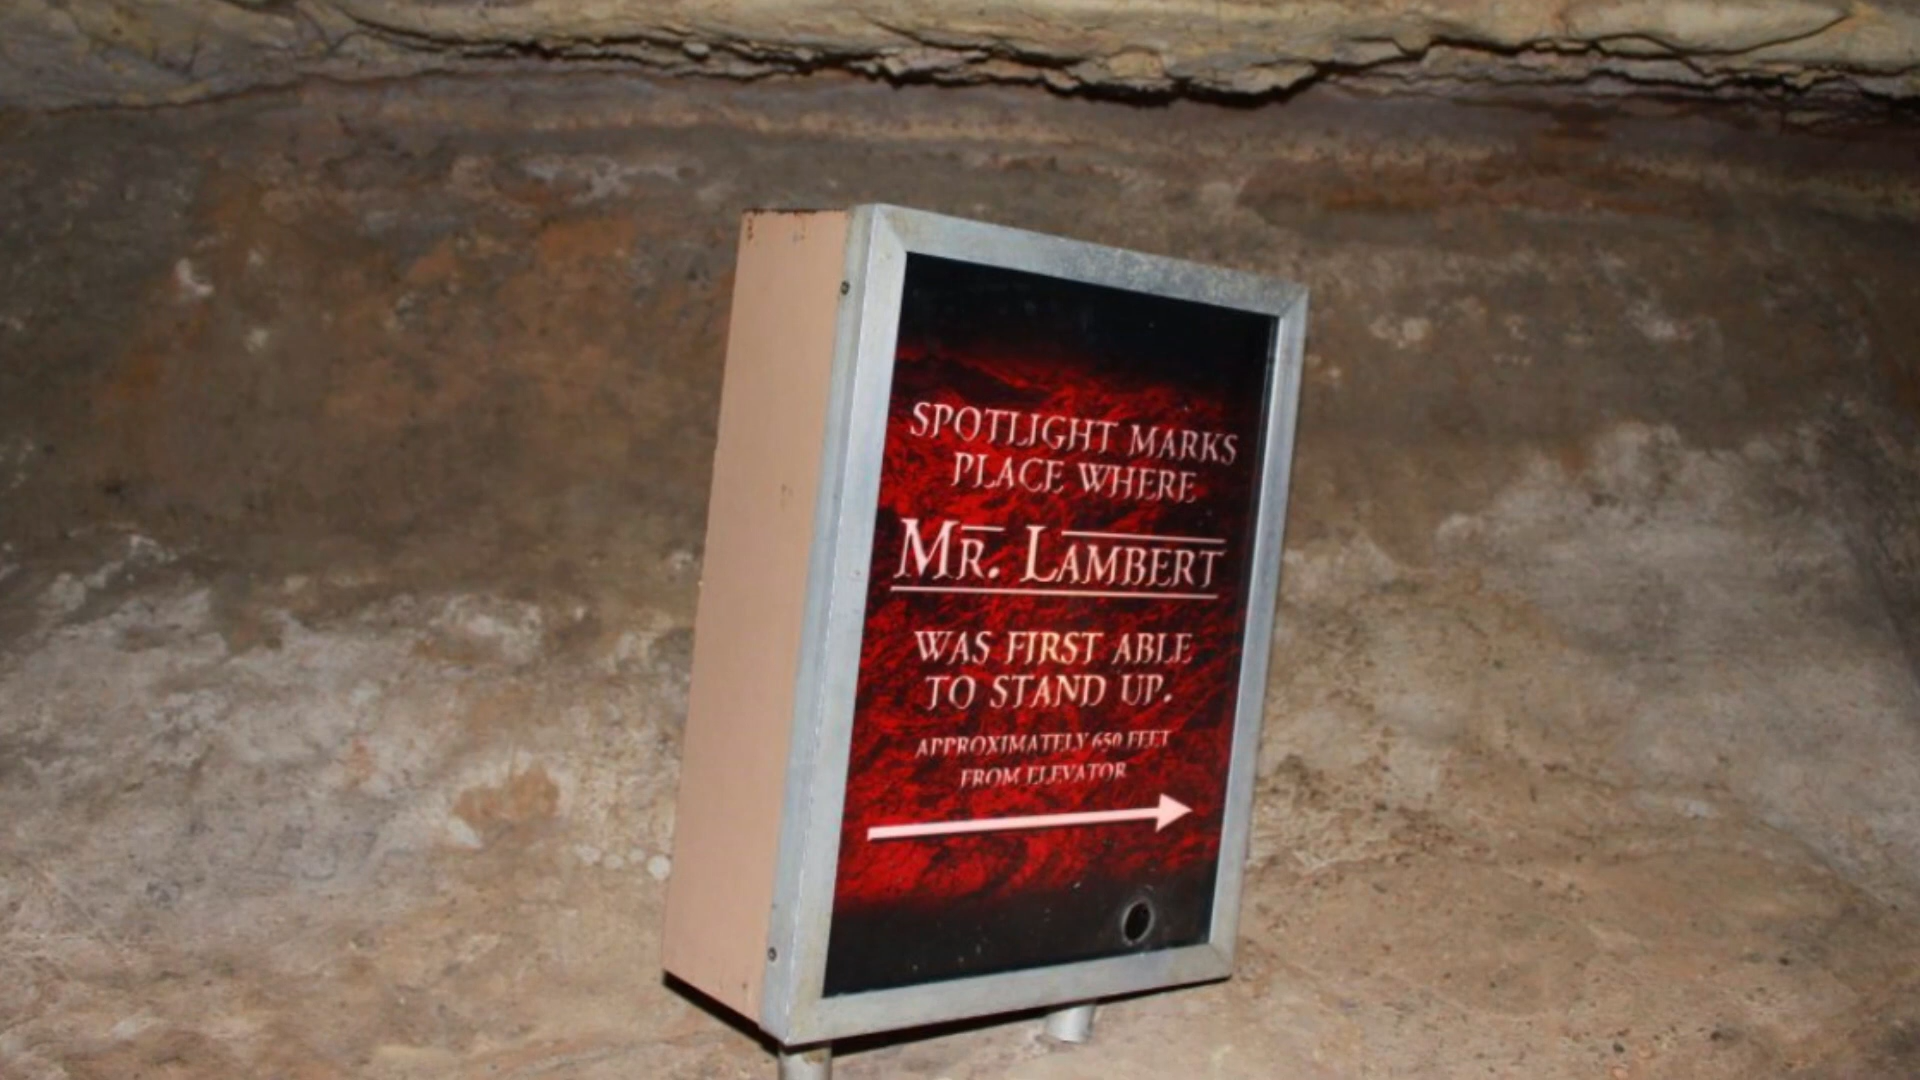 SPOTLIGHT MARKS
PLACE WHERE
MR. LAMBERT
WAS FIRST ABLE
TO STAND UP.
APPROXIMATELY 650 FEET
FROM ELEVATOR